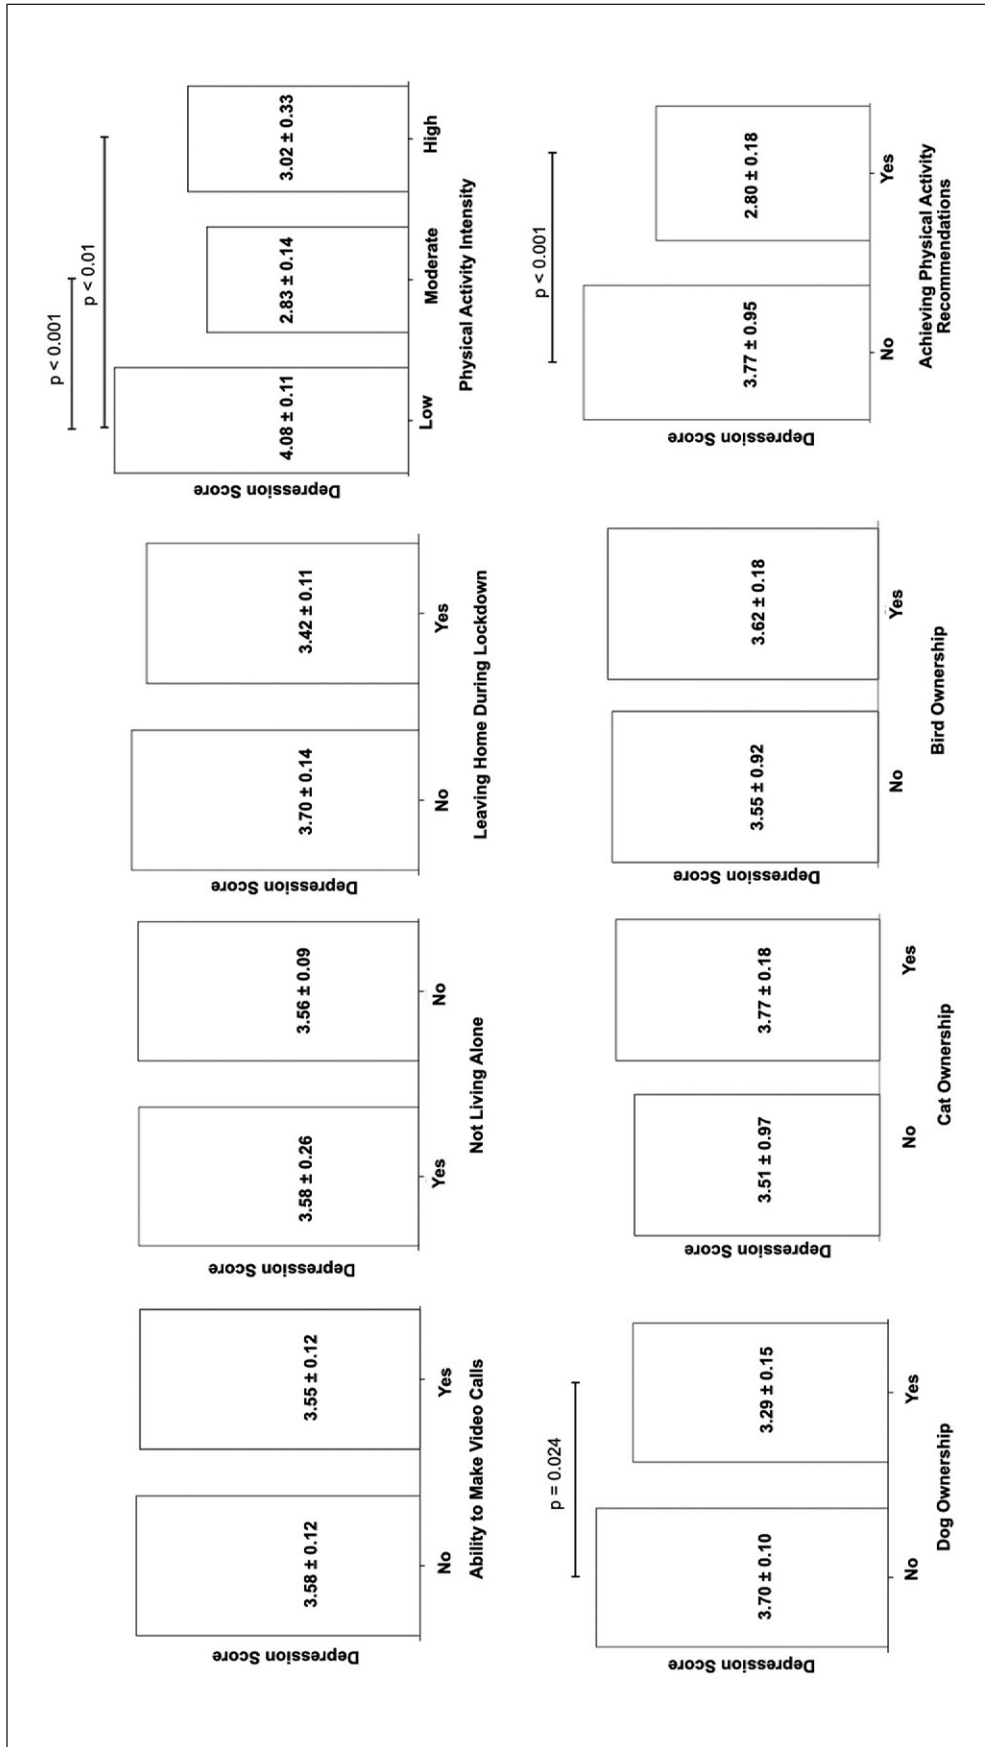 Depression Score
3.58 ± 0.12
3.55 ± 0.12
No
Yes
Ability to Make Video Calls
Depression Score
3.58 ± 0.26
3.56 ± 0.09
Yes
No
Not Living Alone
Depression Score
3.70 ± 0.14
3.42 ± 0.11
No
Yes
Leaving Home During Lockdown
p < 0.001
p < 0.01
Depression Score
4.08 ± 0.11
2.83 ± 0.14
3.02 ± 0.33
Low
Moderate
High
Physical Activity Intensity
p = 0.024
Depression Score
3.70 ± 0.10
3.29 ± 0.15
No
Yes
Dog Ownership
Depression Score
3.51 ± 0.97
3.77 ± 0.18
No
Yes
Cat Ownership
Depression Score
3.55 ± 0.92
3.62 ± 0.18
No
Yes
Bird Ownership
p < 0.001
Depression Score
3.77 ± 0.95
2.80 ± 0.18
No
Yes
Achieving Physical Activity
Recommendations